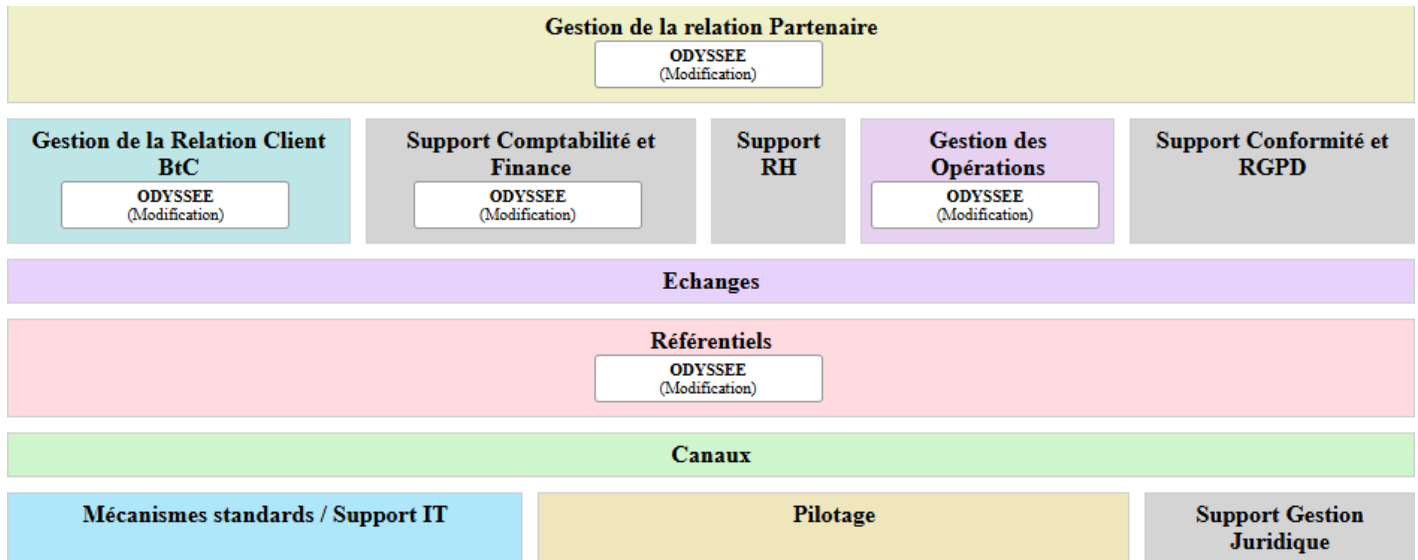 Gestion de la relation Partenaire
ODYSSEE
(Modification)
Gestion de la Relation Client
BtC
ODYSSEE
(Modification)
Support Comptabilité et
Finance
ODYSSEE
(Modification)
Support
RH
Gestion des
Opérations
ODYSSEE
(Modification)
Support Conformité et
RGPD
Echanges
Référentiels
ODYSSEE
(Modification)
Canaux
Mécanismes standards / Support IT
Pilotage
Support Gestion
Juridique